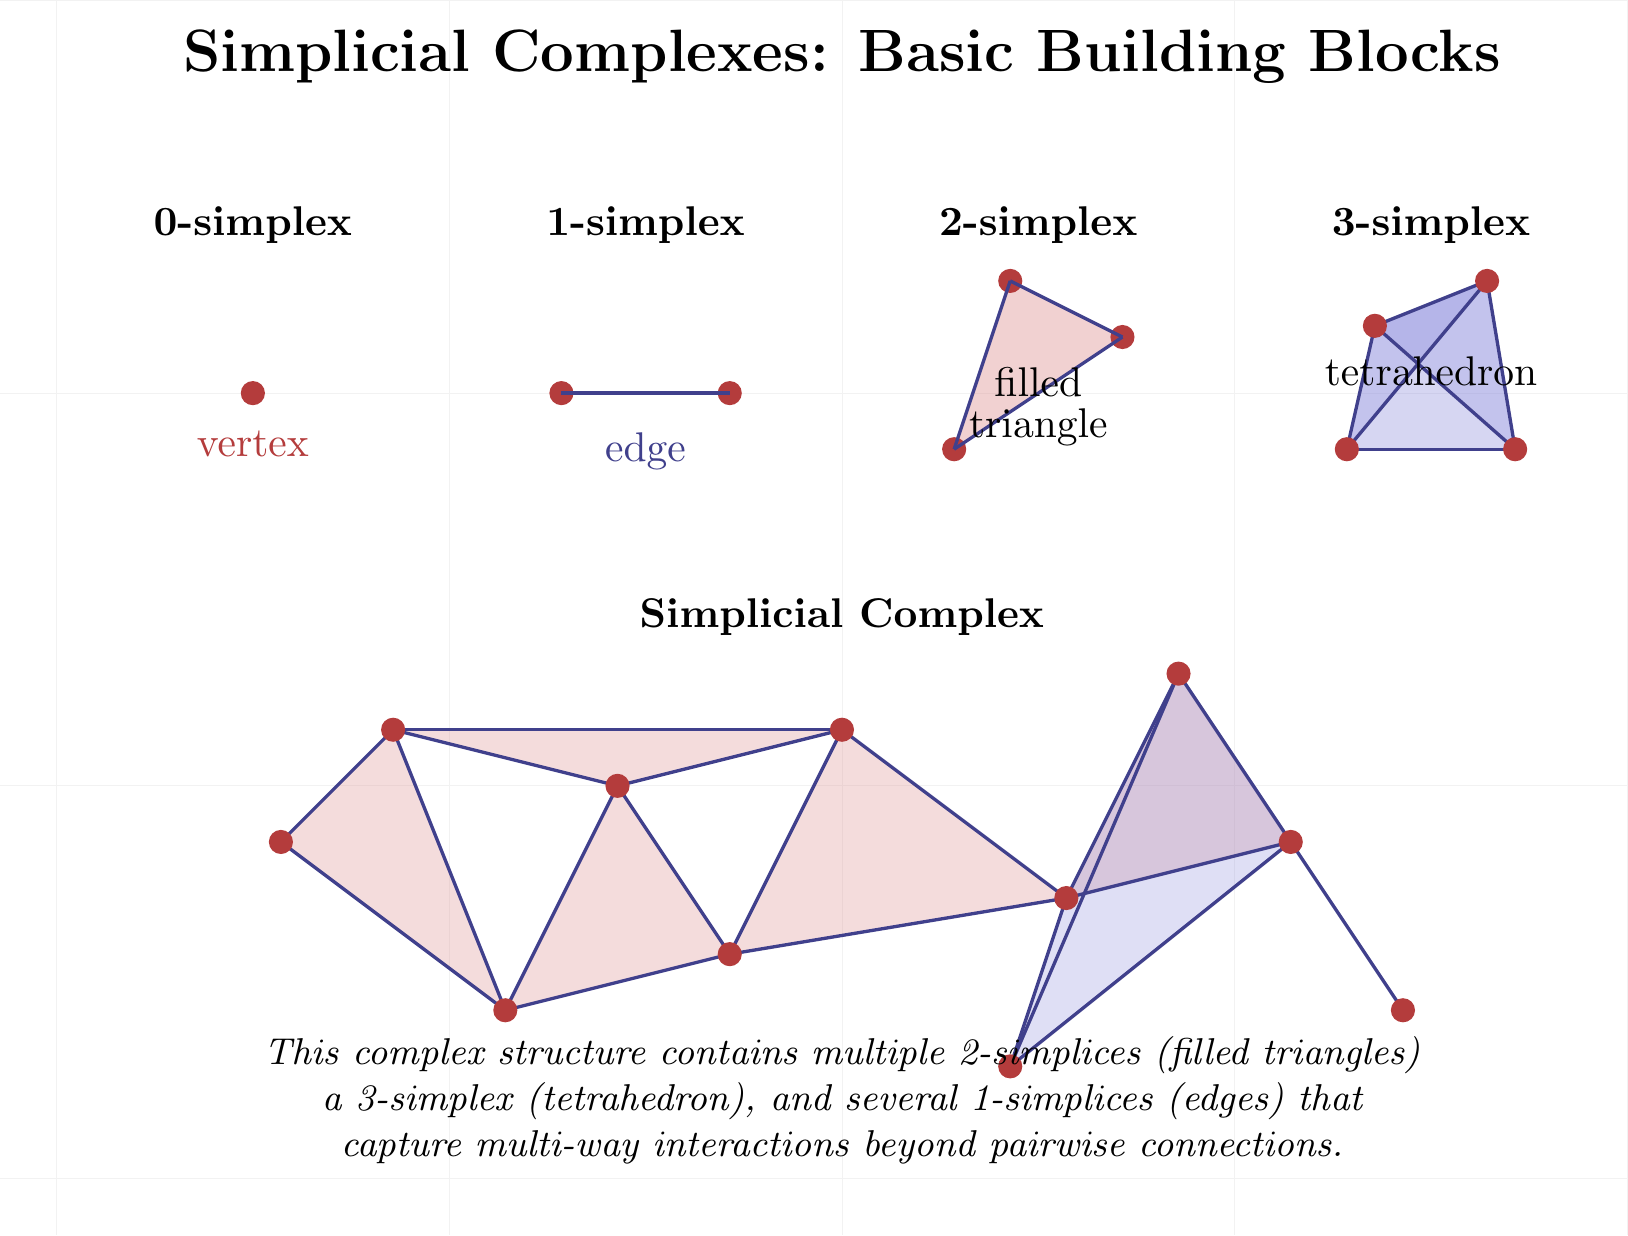 Simplicial Complexes: Basic Building Blocks
0-simplex
1-simplex
2-simplex
3-simplex
vertex
edge
filled
triangle
tetrahedron
Simplicial Complex
This complex structure contains multiple 2-simplices (filled triangles)
a 3-simplex (tetrahedron), and several 1-simplices (edges) that
capture multi-way interactions beyond pairwise connections.